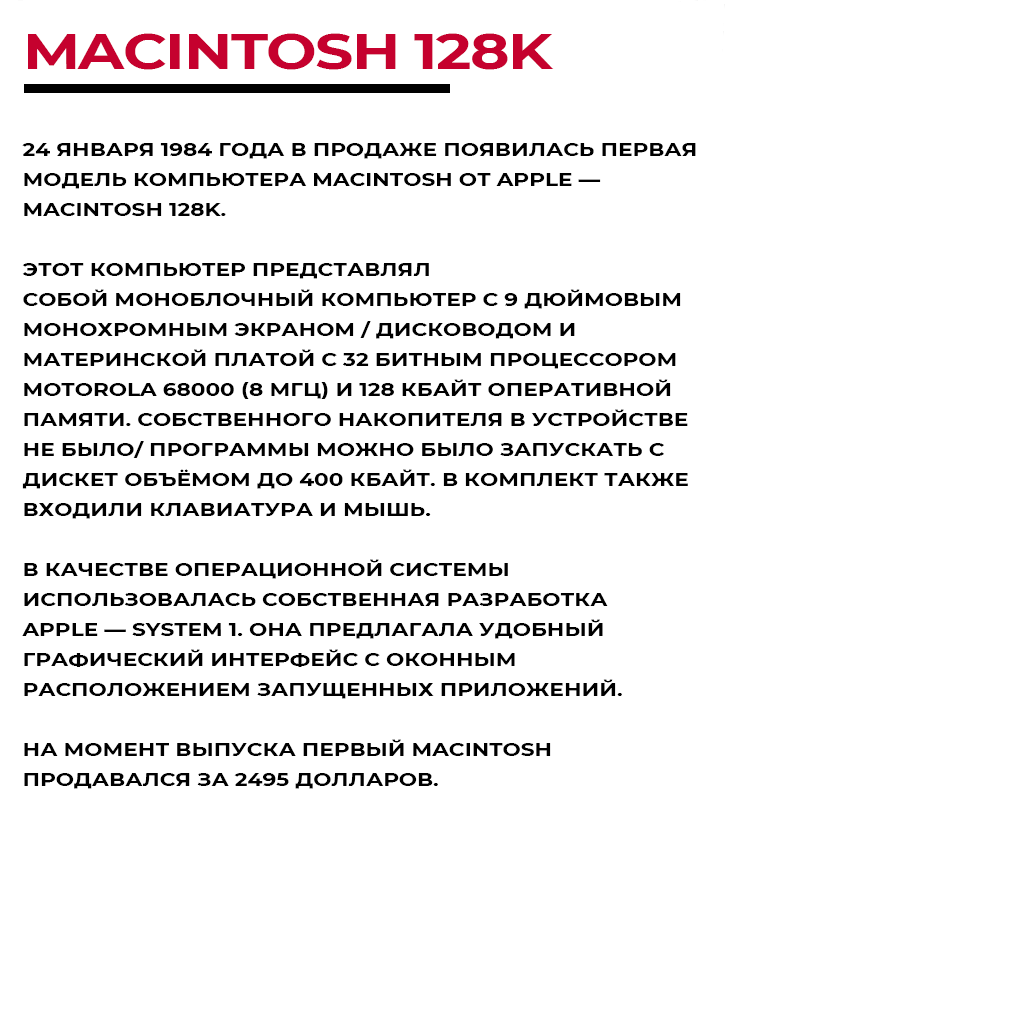 MACINTOSH 128K
24 ЯНВАРЯ 1984 ГОДА В ПРОДАЖЕ ПОЯВИЛАСЬ ПЕРВАЯ
МОДЕЛЬ КОМПЬЮТЕРА MACINTOSH ОТ APPLE —
MACINTOSH 128K.
ЭТОТ КОМПЬЮТЕР ПРЕДСТАВЛЯЛ
СОБОЙ МОНОБЛОЧНЫЙ КОМПЬЮТЕР С 9 ДЮЙМОВЫМ
МОНОХРОМНЫМ ЭКРАНОМ / ДИСКОВОДОМ И
МАТЕРИНСКОЙ ПЛАТОЙ С 32 БИТНЫМ ПРОЦЕССОРОМ
MOTOROLA 68000 (8 МГЦ) И 128 КБАЙТ ОПЕРАТИВНОЙ
ПАМЯТИ. СОБСТВЕННОГО НАКОПИТЕЛЯ В УСТРОЙСТВЕ
НЕ БЫЛО/ ПРОГРАММЫ МОЖНО БЫЛО ЗАПУСКАТЬ С
ДИСКЕТ ОБЪЁМОМ ДО 400 КБАЙТ. В КОМПЛЕКТ ТАКЖЕ
ВХОДИЛИ КЛАВИАТУРА И МЫШЬ.
В КАЧЕСТВЕ ОПЕРАЦИОННОЙ СИСТЕМЫ
ИСПОЛЬЗОВАЛАСЬ СОБСТВЕННАЯ РАЗРАБОТКА
APPLE — SYSTEM 1. ОНА ПРЕДЛАГАЛА УДОБНЫЙ
ГРАФИЧЕСКИЙ ИНТЕРФЕЙС С ОКОННЫМ
РАСПОЛОЖЕНИЕМ ЗАПУЩЕННЫХ ПРИЛОЖЕНИЙ.
НА МОМЕНТ ВЫПУСКА ПЕРВЫЙ MACINTOSH
ПРОДАВАЛСЯ ЗА 2495 ДОЛЛАРОВ.